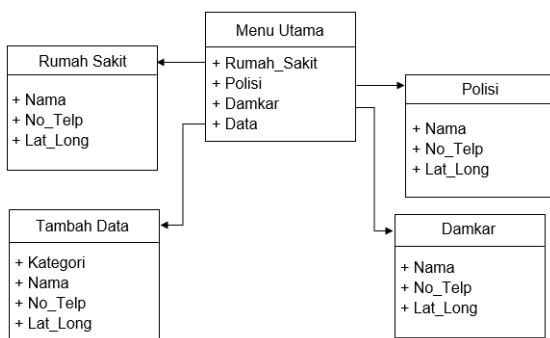 Menu Utama
+ Rumah_Sakit
+ Polisi
+ Damkar
+ Data
Rumah Sakit
+ Nama
+ No_Telp
+ Lat_Long
Polisi
+ Nama
+ No_Telp
+ Lat_Long
Tambah Data
+ Kategori
+ Nama
+ No_Telp
+ Lat_Long
Damkar
+ Nama
+ No_Telp
+ Lat_Long